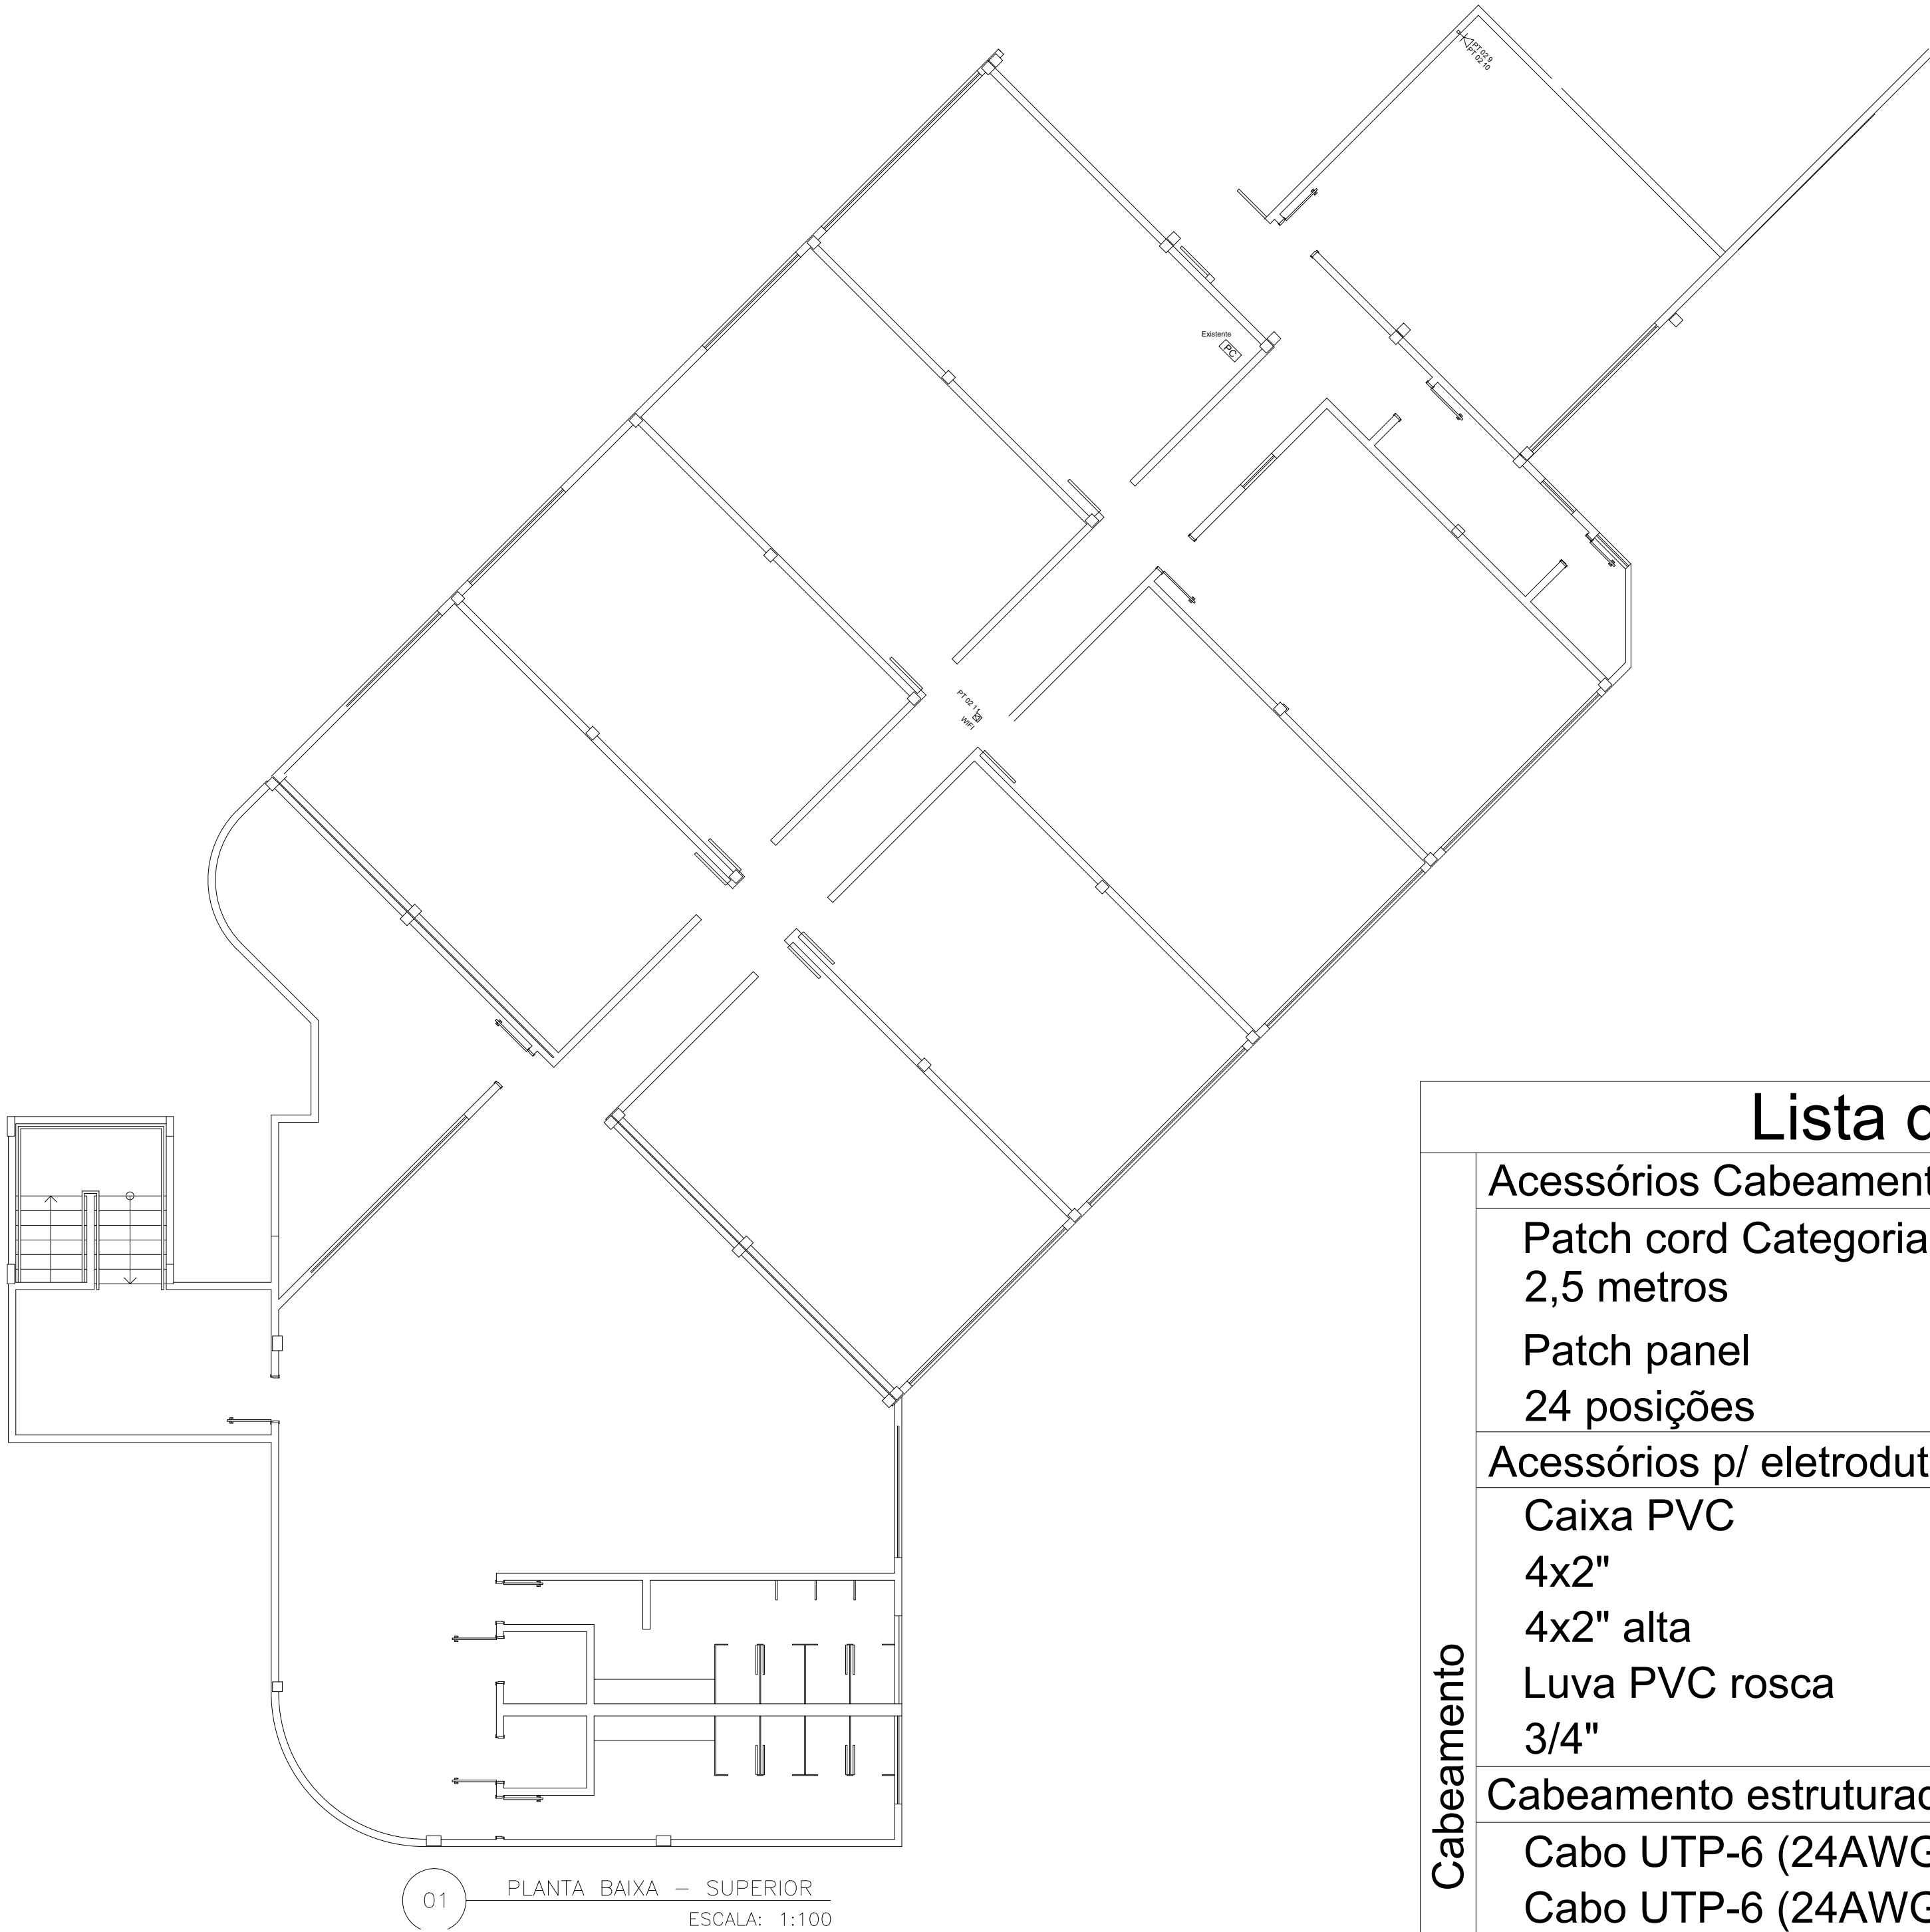 PT 02 9
PT 02 10
Existente
PC
PT 02 11
WIFI
Lista d
Acessórios Cabeament
Patch cord Categoria
2,5 metros
Patch panel
24 posições
Acessórios p/ eletrodut
Caixa PVC
4x2"
4x2" alta
Luva PVC rosca
3/4"
Cabeamento estruturad
Cabo UTP-6 (24AWG
Cabo UTP-6 (24AWG
Cabeamento
01
PLANTA BAIXA – SUPERIOR
ESCALA: 1:100